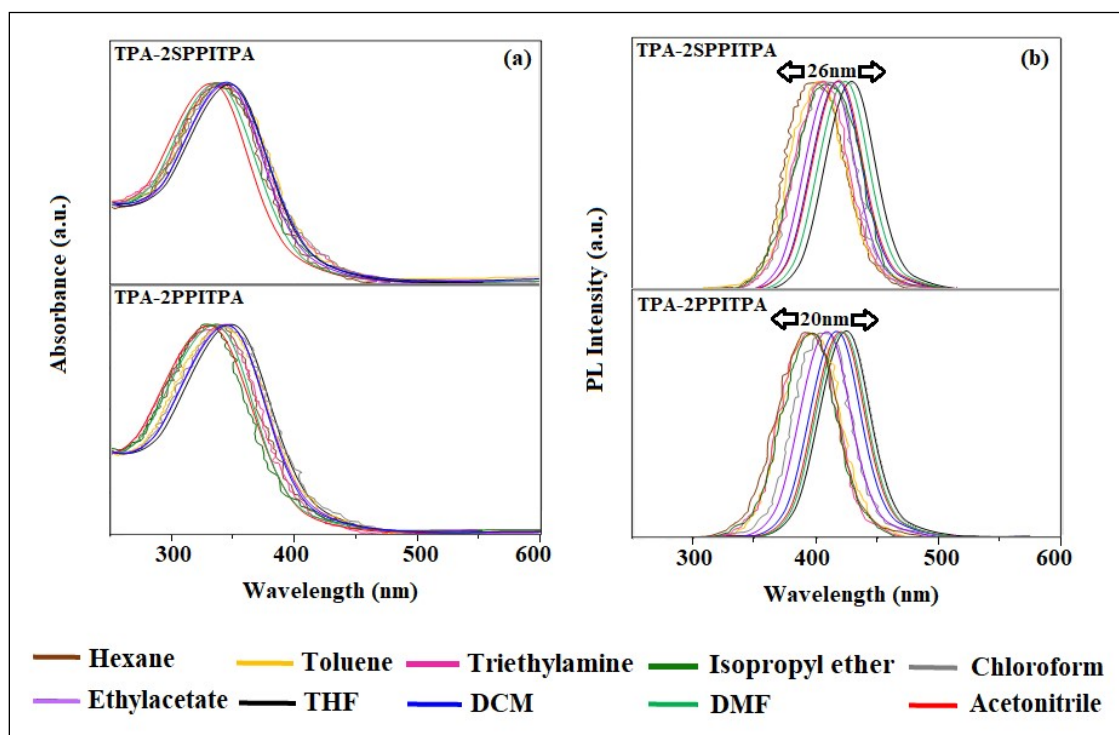 TPA-2SPPITPA
(a)
TPA-2PPITPA
Absorbance (a.u.)
300
400
500
600
Wavelength (nm)
TPA-2SPPITPA
(b)
26nm
TPA-2PPITPA
20nm
PL Intensity (a.u.)
300
400
500
600
Wavelength (nm)
Hexane
Toluene
Triethylamine
Isopropyl ether
Chloroform
Ethylacetate
THF
DCM
DMF
Acetonitrile